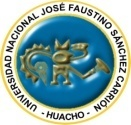 UNIVERSIDAD NACIONAL JOSÉ FAUSTINO SÁNCHEZ CARRIÓN
- HUACHO -